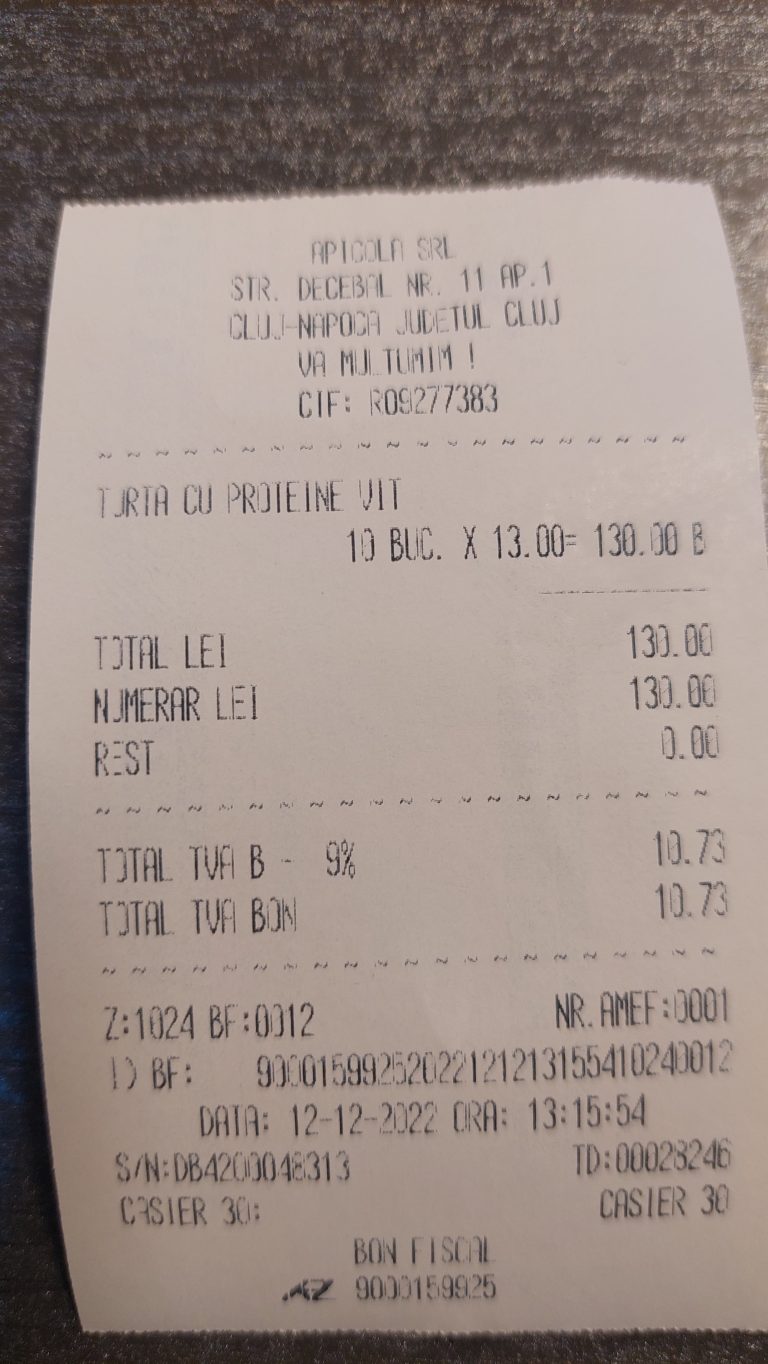 APICOLA SRL
STR. DECEBAL NR. 11 AP.1
CLUJ-NAPOCA JUDETUL CLUJ
VA MULTUMIM !
CIF: RO9277383
TURTA CU PROTEINE VIT
10 BUC. X 13.00= 130.00 B
TOTAL LEI 130.00
NUMERAR LEI 130.00
REST 0.00
TOTAL TVA B - 9% 10.73
TOTAL TVA BON 10.73
Z:1024 BF:0012 NR.AMEF:0001
ID BF: 90001599252022121213155410240012
DATA: 12-12-2022 ORA: 13:15:54
S/N:DB4200048313 TD:00028246
CASIER 30: CASIER 30
BON FISCAL
9000159925